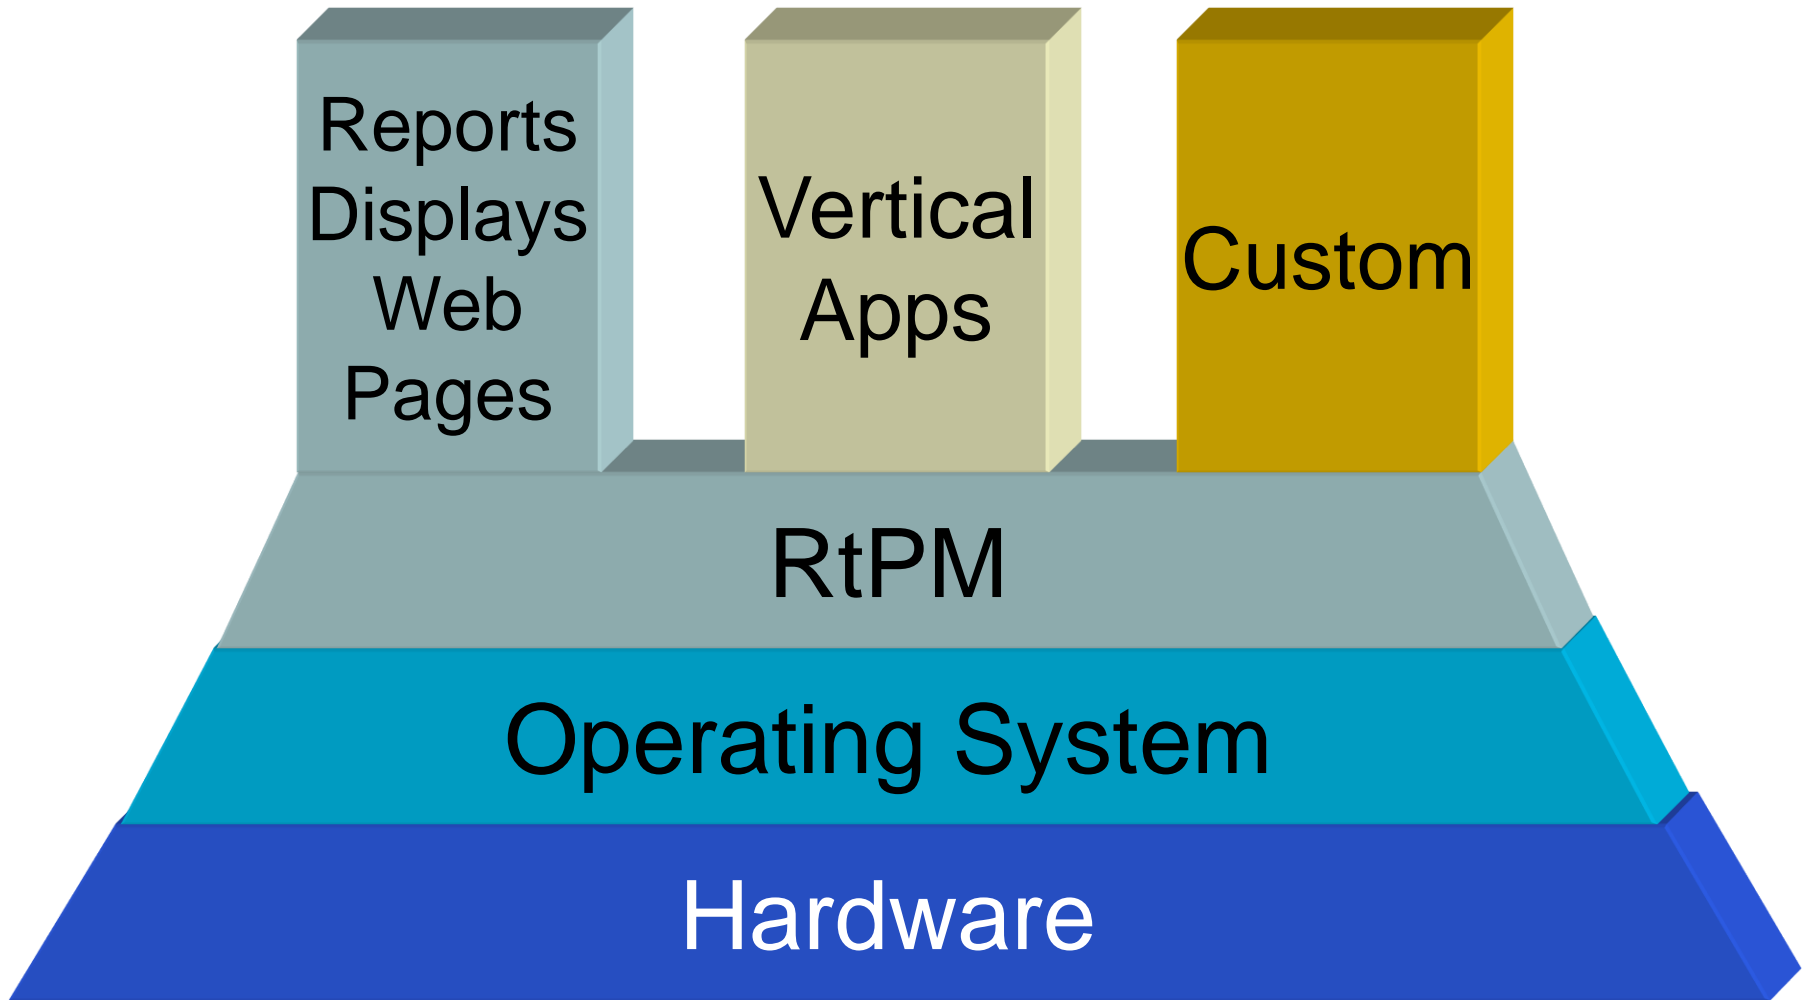 Reports
Displays
Web
Pages
Vertical
Apps
Custom
RtPM
Operating System
Hardware